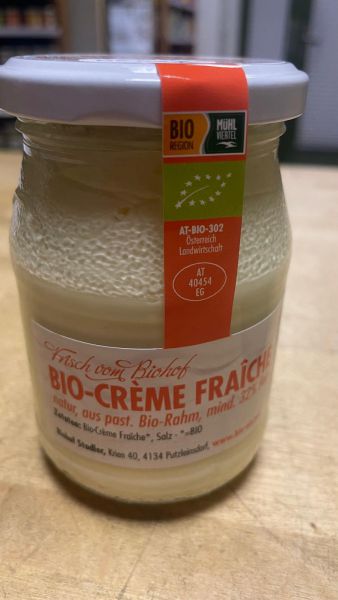 BIO
REGION
MÜHL
VIERTEL
AT-BIO-302
Österreich
Landwirtschaft
AT
40454
EG
Frisch vom Biohof
BIO-CRÈME FRAÎCHE
natur, aus past. Bio-Rahm, mind. 32%
Zutaten: Bio-Crème Fraîche*, Salz - *=BIO
Stadler, Krien 40, 4134 Putzleinsdorf,